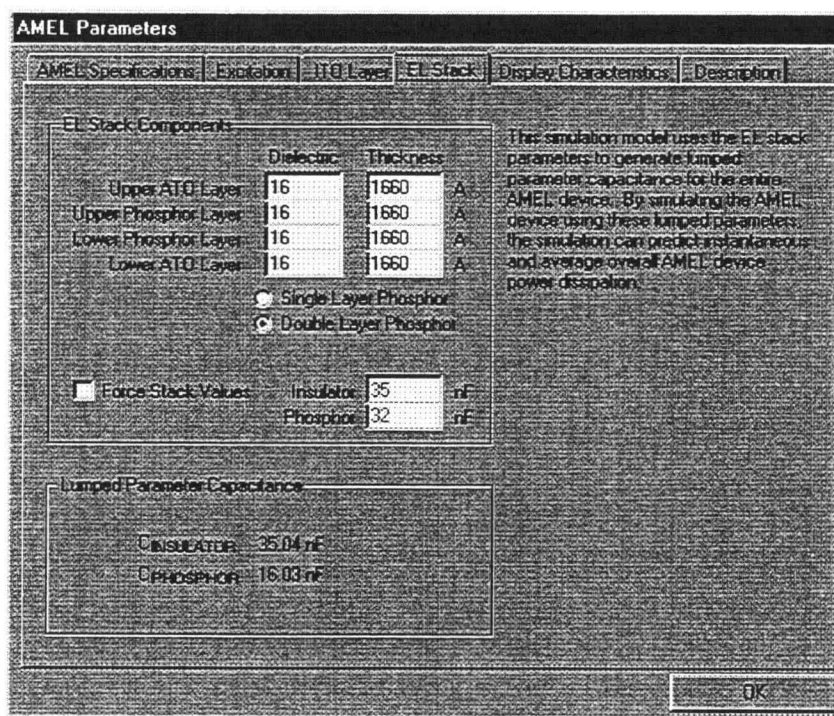 AMEL Parameters
AMEL Specifications Excitation ITO Layer EL Stack Display Characteristics Description
EL Stack Components
Dielectric Thickness
Upper ATO Layer 16 1660 A
Upper Phosphor Layer 16 1660 A
Lower Phosphor Layer 16 1660 A
Lower ATO Layer 16 1660 A
Single Layer Phosphor
Double Layer Phosphor
Force Stack Values Insulator 35 nF
Phosphor 32 nF
Lumped Parameter Capacitance
CINSULATOR 35.04 nF
CPHOSPHOR 16.03 nF
This simulation model uses the EL stack
parameters to generate lumped
parameter capacitance for the entire
AMEL device. By simulating the AMEL
device using these lumped parameters,
the simulation can predict instantaneous
and average overall AMEL device
power dissipation.
OK